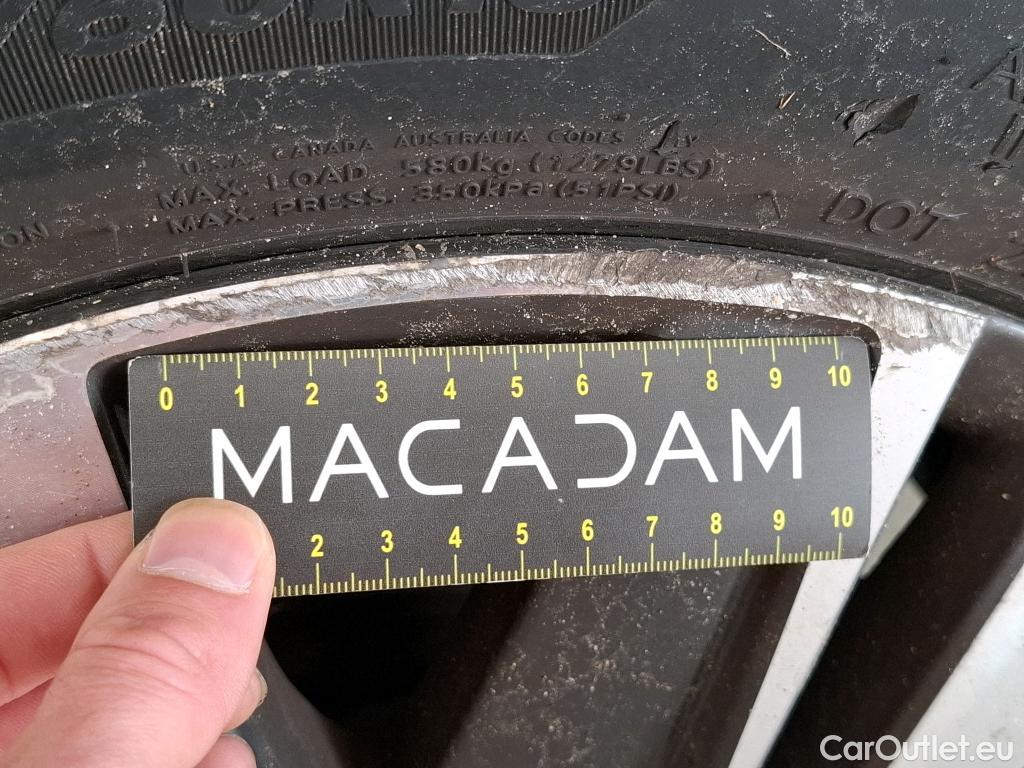 60R18
U.S.A. CANADA AUSTRALIA CODES
MAX. LOAD 580kg (1279LBS)
MAX. PRESS. 350kPa (51PSI)
DOT
0 1 2 3 4 5 6 7 8 9 10
MACADAM
2 3 4 5 6 7 8 9 10
CarOutlet.eu